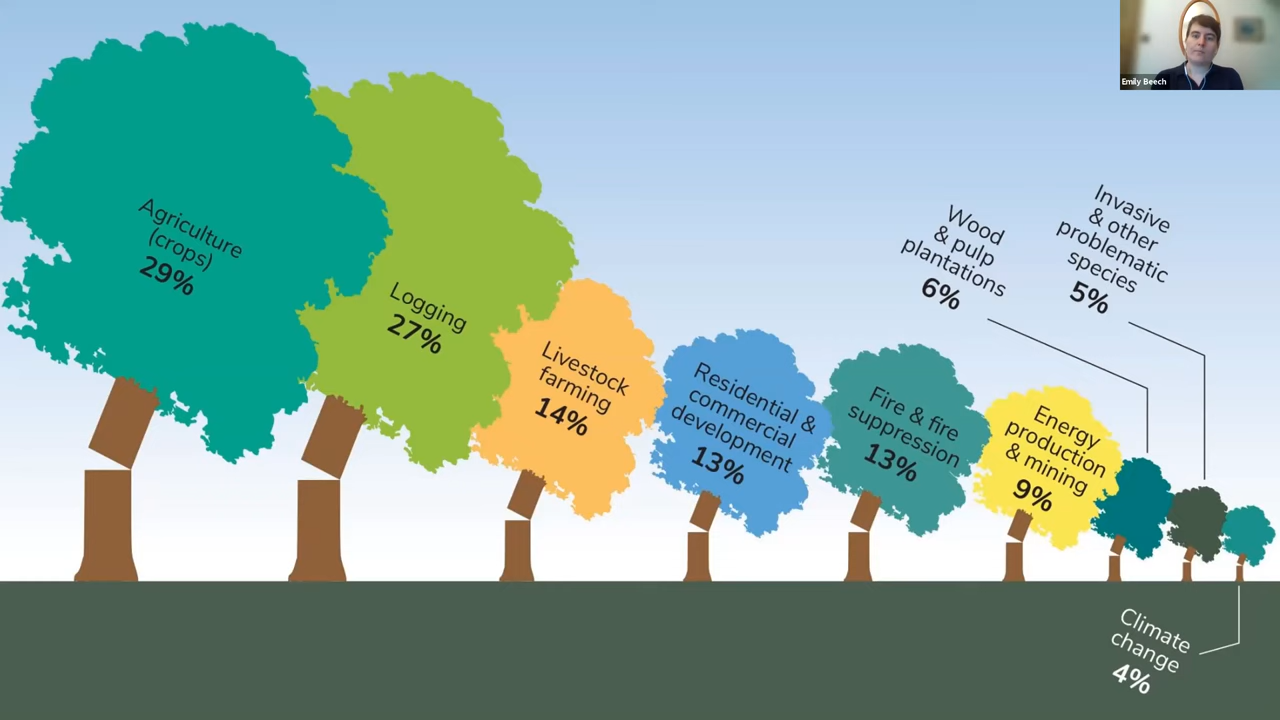 Emily Beech
Agriculture
(crops)
29%
Logging
27%
Livestock
farming
14%
Residential &
commercial
development
13%
Fire & fire
suppression
13%
Energy
production
& mining
9%
Wood
& pulp
plantations
6%
Invasive
& other
problematic
species
5%
Climate
change
4%